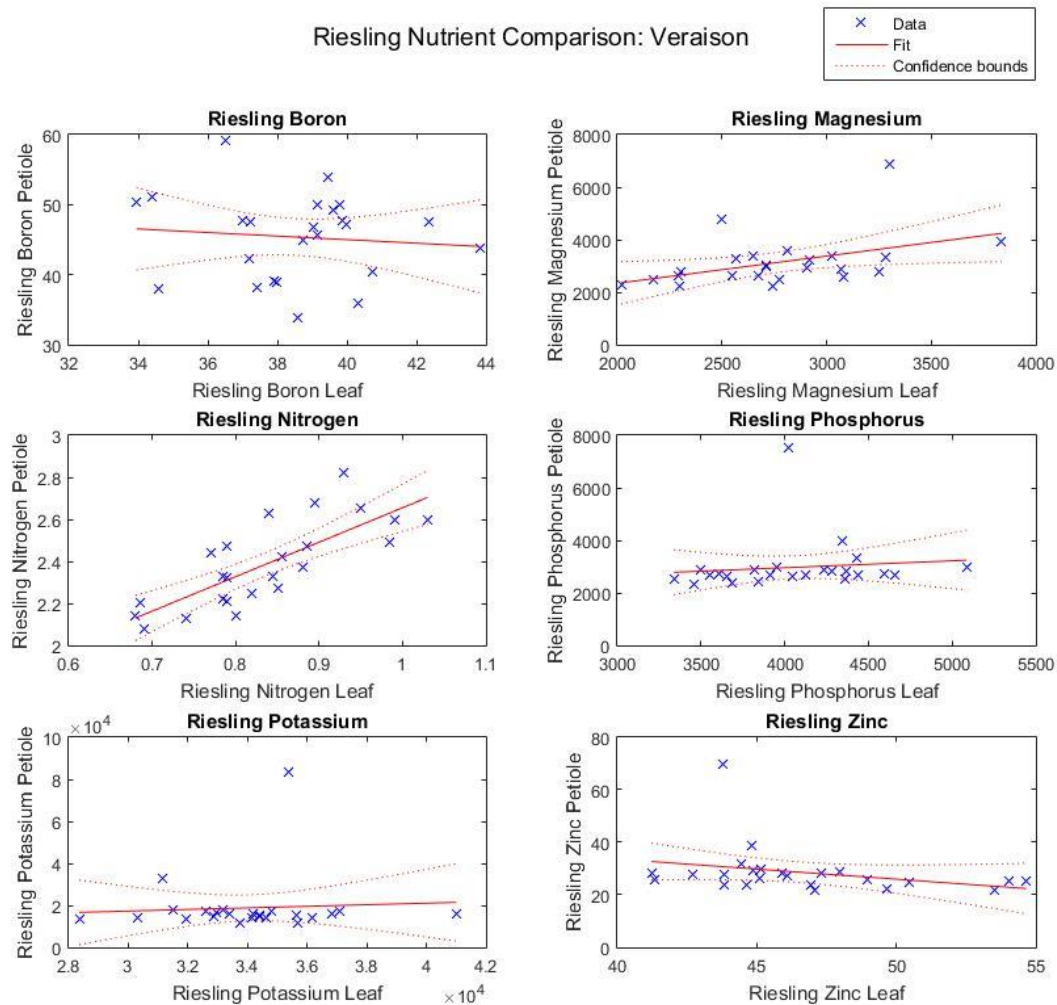 Riesling Nutrient Comparison: Veraison
Data
Fit
Confidence bounds
Riesling Boron
Riesling Boron Petiole
60
50
40
30
32 34 36 38 40 42 44
Riesling Boron Leaf
Riesling Magnesium
Riesling Magnesium Petiole
8000
6000
4000
2000
0
2000 2500 3000 3500 4000
Riesling Magnesium Leaf
Riesling Nitrogen
Riesling Nitrogen Petiole
3
2.8
2.6
2.4
2.2
2
0.6 0.7 0.8 0.9 1 1.1
Riesling Nitrogen Leaf
Riesling Phosphorus
Riesling Phosphorus Petiole
8000
6000
4000
2000
0
3000 3500 4000 4500 5000 5500
Riesling Phosphorus Leaf
×10⁴
Riesling Potassium
Riesling Potassium Petiole
10
8
6
4
2
0
2.8 3 3.2 3.4 3.6 3.8 4 4.2
Riesling Potassium Leaf
×10⁴
Riesling Zinc
Riesling Zinc Petiole
80
60
40
20
0
40 45 50 55
Riesling Zinc Leaf